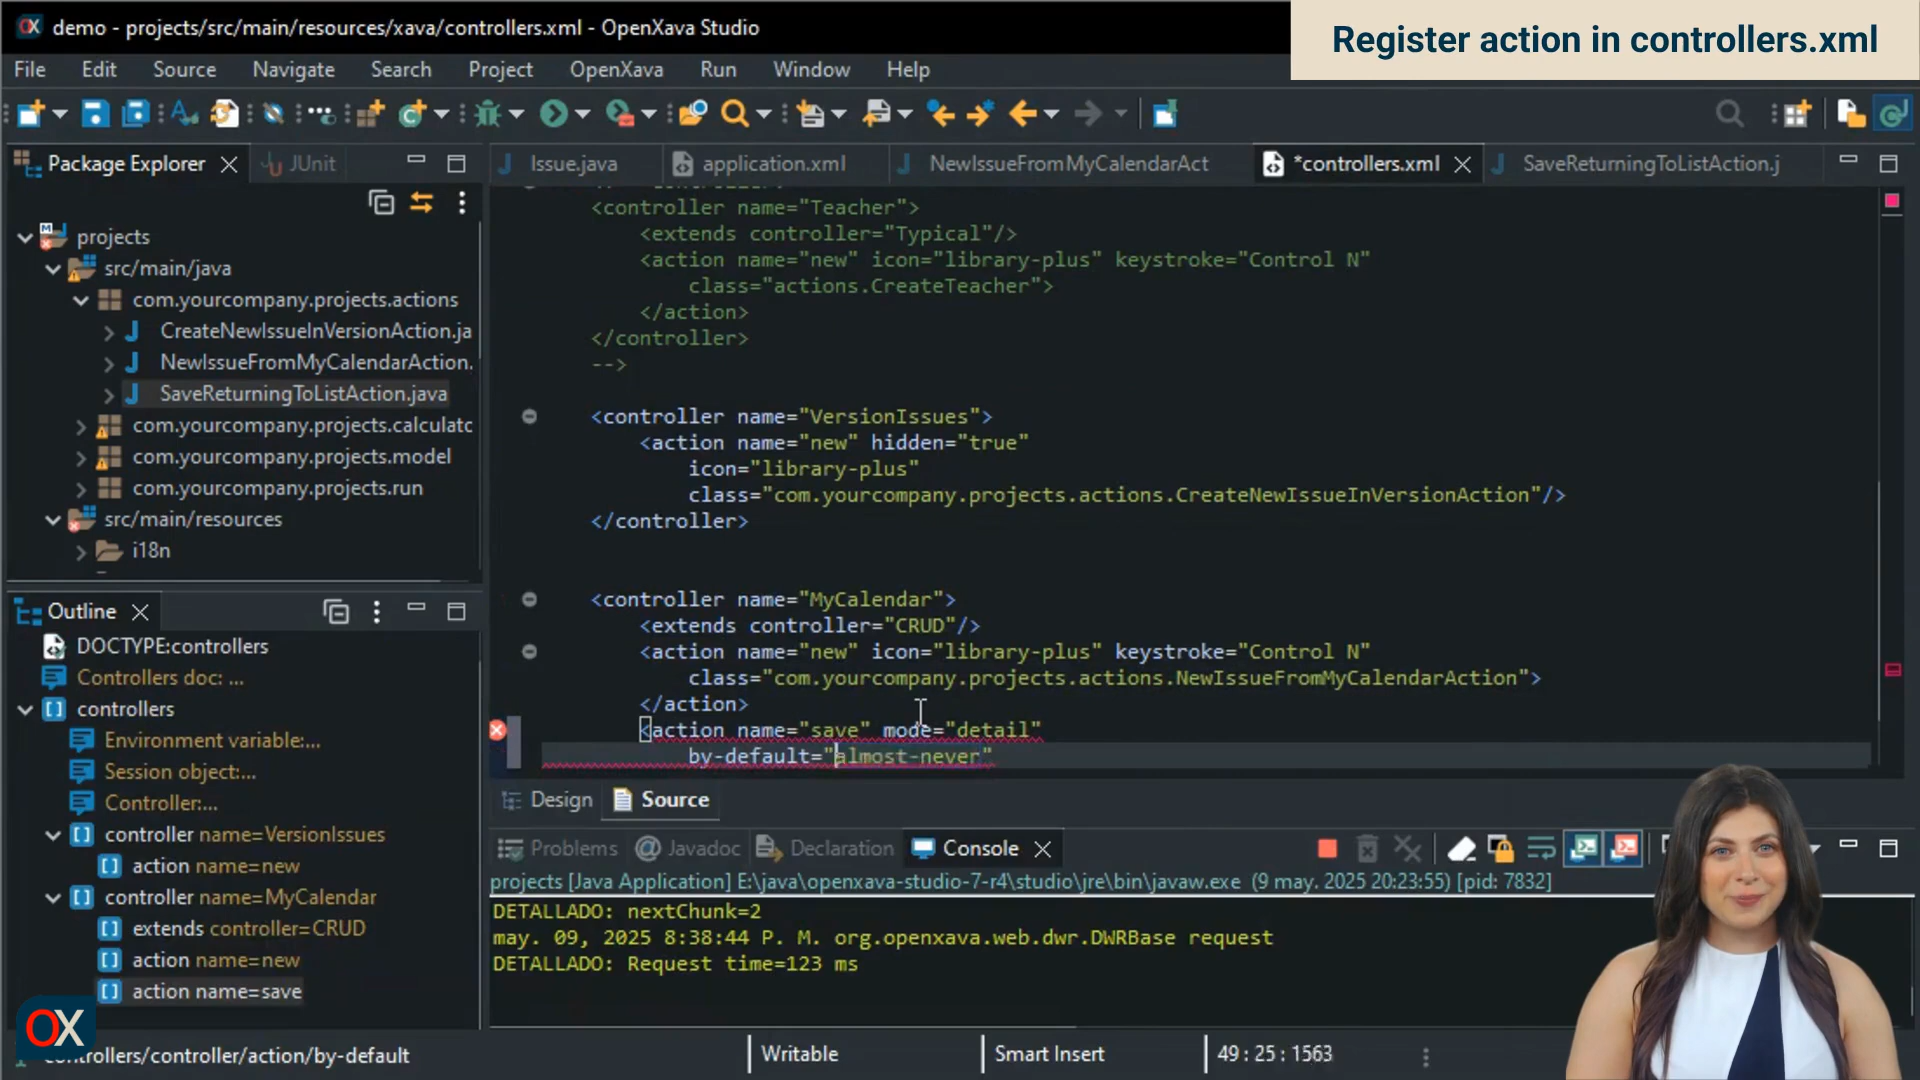 demo - projects/src/main/resources/xava/controllers.xml - OpenXava Studio
Register action in controllers.xml
File Edit Source Navigate Search Project OpenXava Run Window Help
Package Explorer
JUnit
projects
src/main/java
com.yourcompany.projects.actions
CreateNewIssueInVersionAction.ja
NewIssueFromMyCalendarAction.
SaveReturningToListAction.java
com.yourcompany.projects.calculatc
com.yourcompany.projects.model
com.yourcompany.projects.run
src/main/resources
i18n
Outline
DOCTYPE:controllers
Controllers doc: ...
controllers
Environment variable:...
Session object:...
Controller:...
controller name=VersionIssues
action name=new
controller name=MyCalendar
extends controller=CRUD
action name=new
action name=save
Issue.java
application.xml
NewIssueFromMyCalendarAct
*controllers.xml
SaveReturningToListAction.j
<controller name="Teacher">
<extends controller="Typical"/>
<action name="new" icon="library-plus" keystroke="Control N"
class="actions.CreateTeacher">
</action>
</controller>
-->
<controller name="VersionIssues">
<action name="new" hidden="true"
icon="library-plus"
class="com.yourcompany.projects.actions.CreateNewIssueInVersionAction"/>
</controller>
<controller name="MyCalendar">
<extends controller="CRUD"/>
<action name="new" icon="library-plus" keystroke="Control N"
class="com.yourcompany.projects.actions.NewIssueFromMyCalendarAction">
</action>
<action name="save" mode="detail"
by-default="almost-never"
Design
Source
Problems
@ Javadoc
Declaration
Console
projects [Java Application] E:\java\openxava-studio-7-r4\studio\jre\bin\javaw.exe (9 may. 2025 20:23:55) [pid: 7832]
DETALLADO: nextChunk=2
may. 09, 2025 8:38:44 P. M. org.openxava.web.dwr.DWRBase request
DETALLADO: Request time=123 ms
OX
controllers/controller/action/by-default
Writable
Smart Insert
49 : 25 : 1563